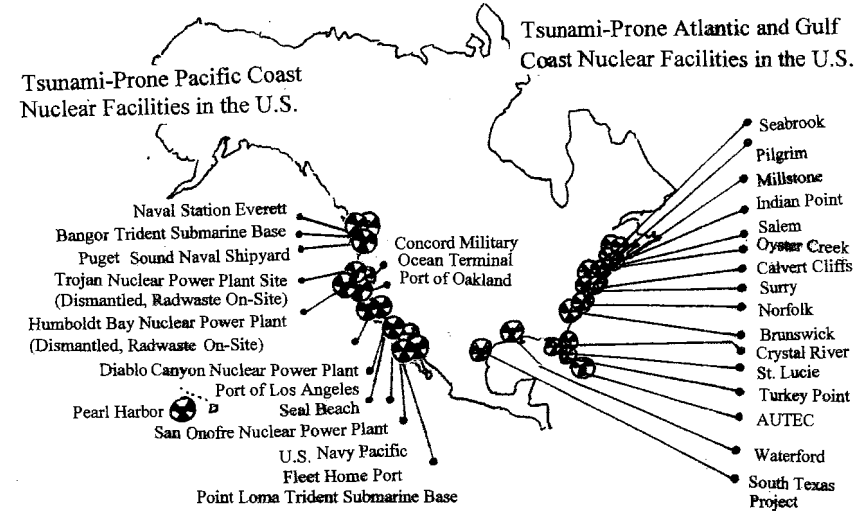 Tsunami-Prone Pacific Coast
Nuclear Facilities in the U.S.
Tsunami-Prone Atlantic and Gulf
Coast Nuclear Facilities in the U.S.
Naval Station Everett
Bangor Trident Submarine Base
Puget Sound Naval Shipyard
Trojan Nuclear Power Plant Site
(Dismantled, Radwaste On-Site)
Humboldt Bay Nuclear Power Plant
(Dismantled, Radwaste On-Site)
Diablo Canyon Nuclear Power Plant
Port of Los Angeles
Seal Beach
San Onofre Nuclear Power Plant
U.S. Navy Pacific
Fleet Home Port
Point Loma Trident Submarine Base
Pearl Harbor
Concord Military
Ocean Terminal
Port of Oakland
Seabrook
Pilgrim
Millstone
Indian Point
Salem
Oyster Creek
Calvert Cliffs
Surry
Norfolk
Brunswick
Crystal River
St. Lucie
Turkey Point
AUTEC
Waterford
South Texas
Project